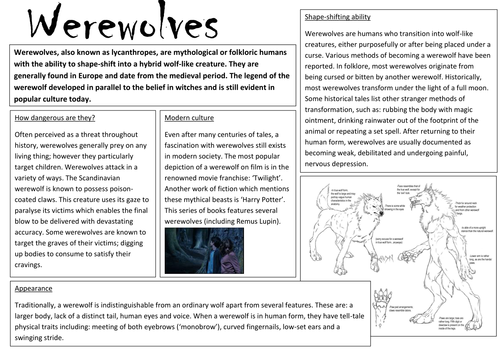 Werewolves
Werewolves, also known as lycanthropes, are mythological or folkloric humans
with the ability to shape-shift into a hybrid wolf-like creature. They are
generally found in Europe and date from the medieval period. The legend of the
werewolf developed in parallel to the belief in witches and is still evident in
popular culture today.
Shape-shifting ability
Werewolves are humans who transition into wolf-like
creatures, either purposefully or after being placed under a
curse. Various methods of becoming a werewolf have been
reported. In folklore, most werewolves originate from
being cursed or bitten by another werewolf. Historically,
most werewolves transform under the light of a full moon.
Some historical tales list other stranger methods of
transformation, such as: rubbing the body with magic
ointment, drinking rainwater out of the footprint of the
animal or repeating a set spell. After returning to their
human form, werewolves are usually documented as
becoming weak, debilitated and undergoing painful,
nervous depression.
How dangerous are they?
Often perceived as a threat throughout
history, werewolves generally prey on any
living thing; however they particularly
target children. Werewolves attack in a
variety of ways. The Scandinavian
werewolf is known to possess poison-
coated claws. This creature uses its gaze to
paralyse its victims which enables the final
blow to be delivered with devastating
accuracy. Some werewolves are known to
target the graves of their victims; digging
up bodies to consume to satisfy their
cravings.
Modern culture
Even after many centuries of tales, a
fascination with werewolves still exists
in modern society. The most popular
depiction of a werewolf on film is in the
renowned movie franchise: 'Twilight'.
Another work of fiction which mentions
these mythical beasts is 'Harry Potter'.
This series of books features several
werewolves (including Remus Lupin).
Appearance
Traditionally, a werewolf is indistinguishable from an ordinary wolf apart from several features. These are: a
larger body, lack of a distinct tail, human eyes and voice. When a werewolf is in human form, they have tell-tale
physical traits including: meeting of both eyebrows ('monobrow'), curved fingernails, low-set ears and a
swinging stride.